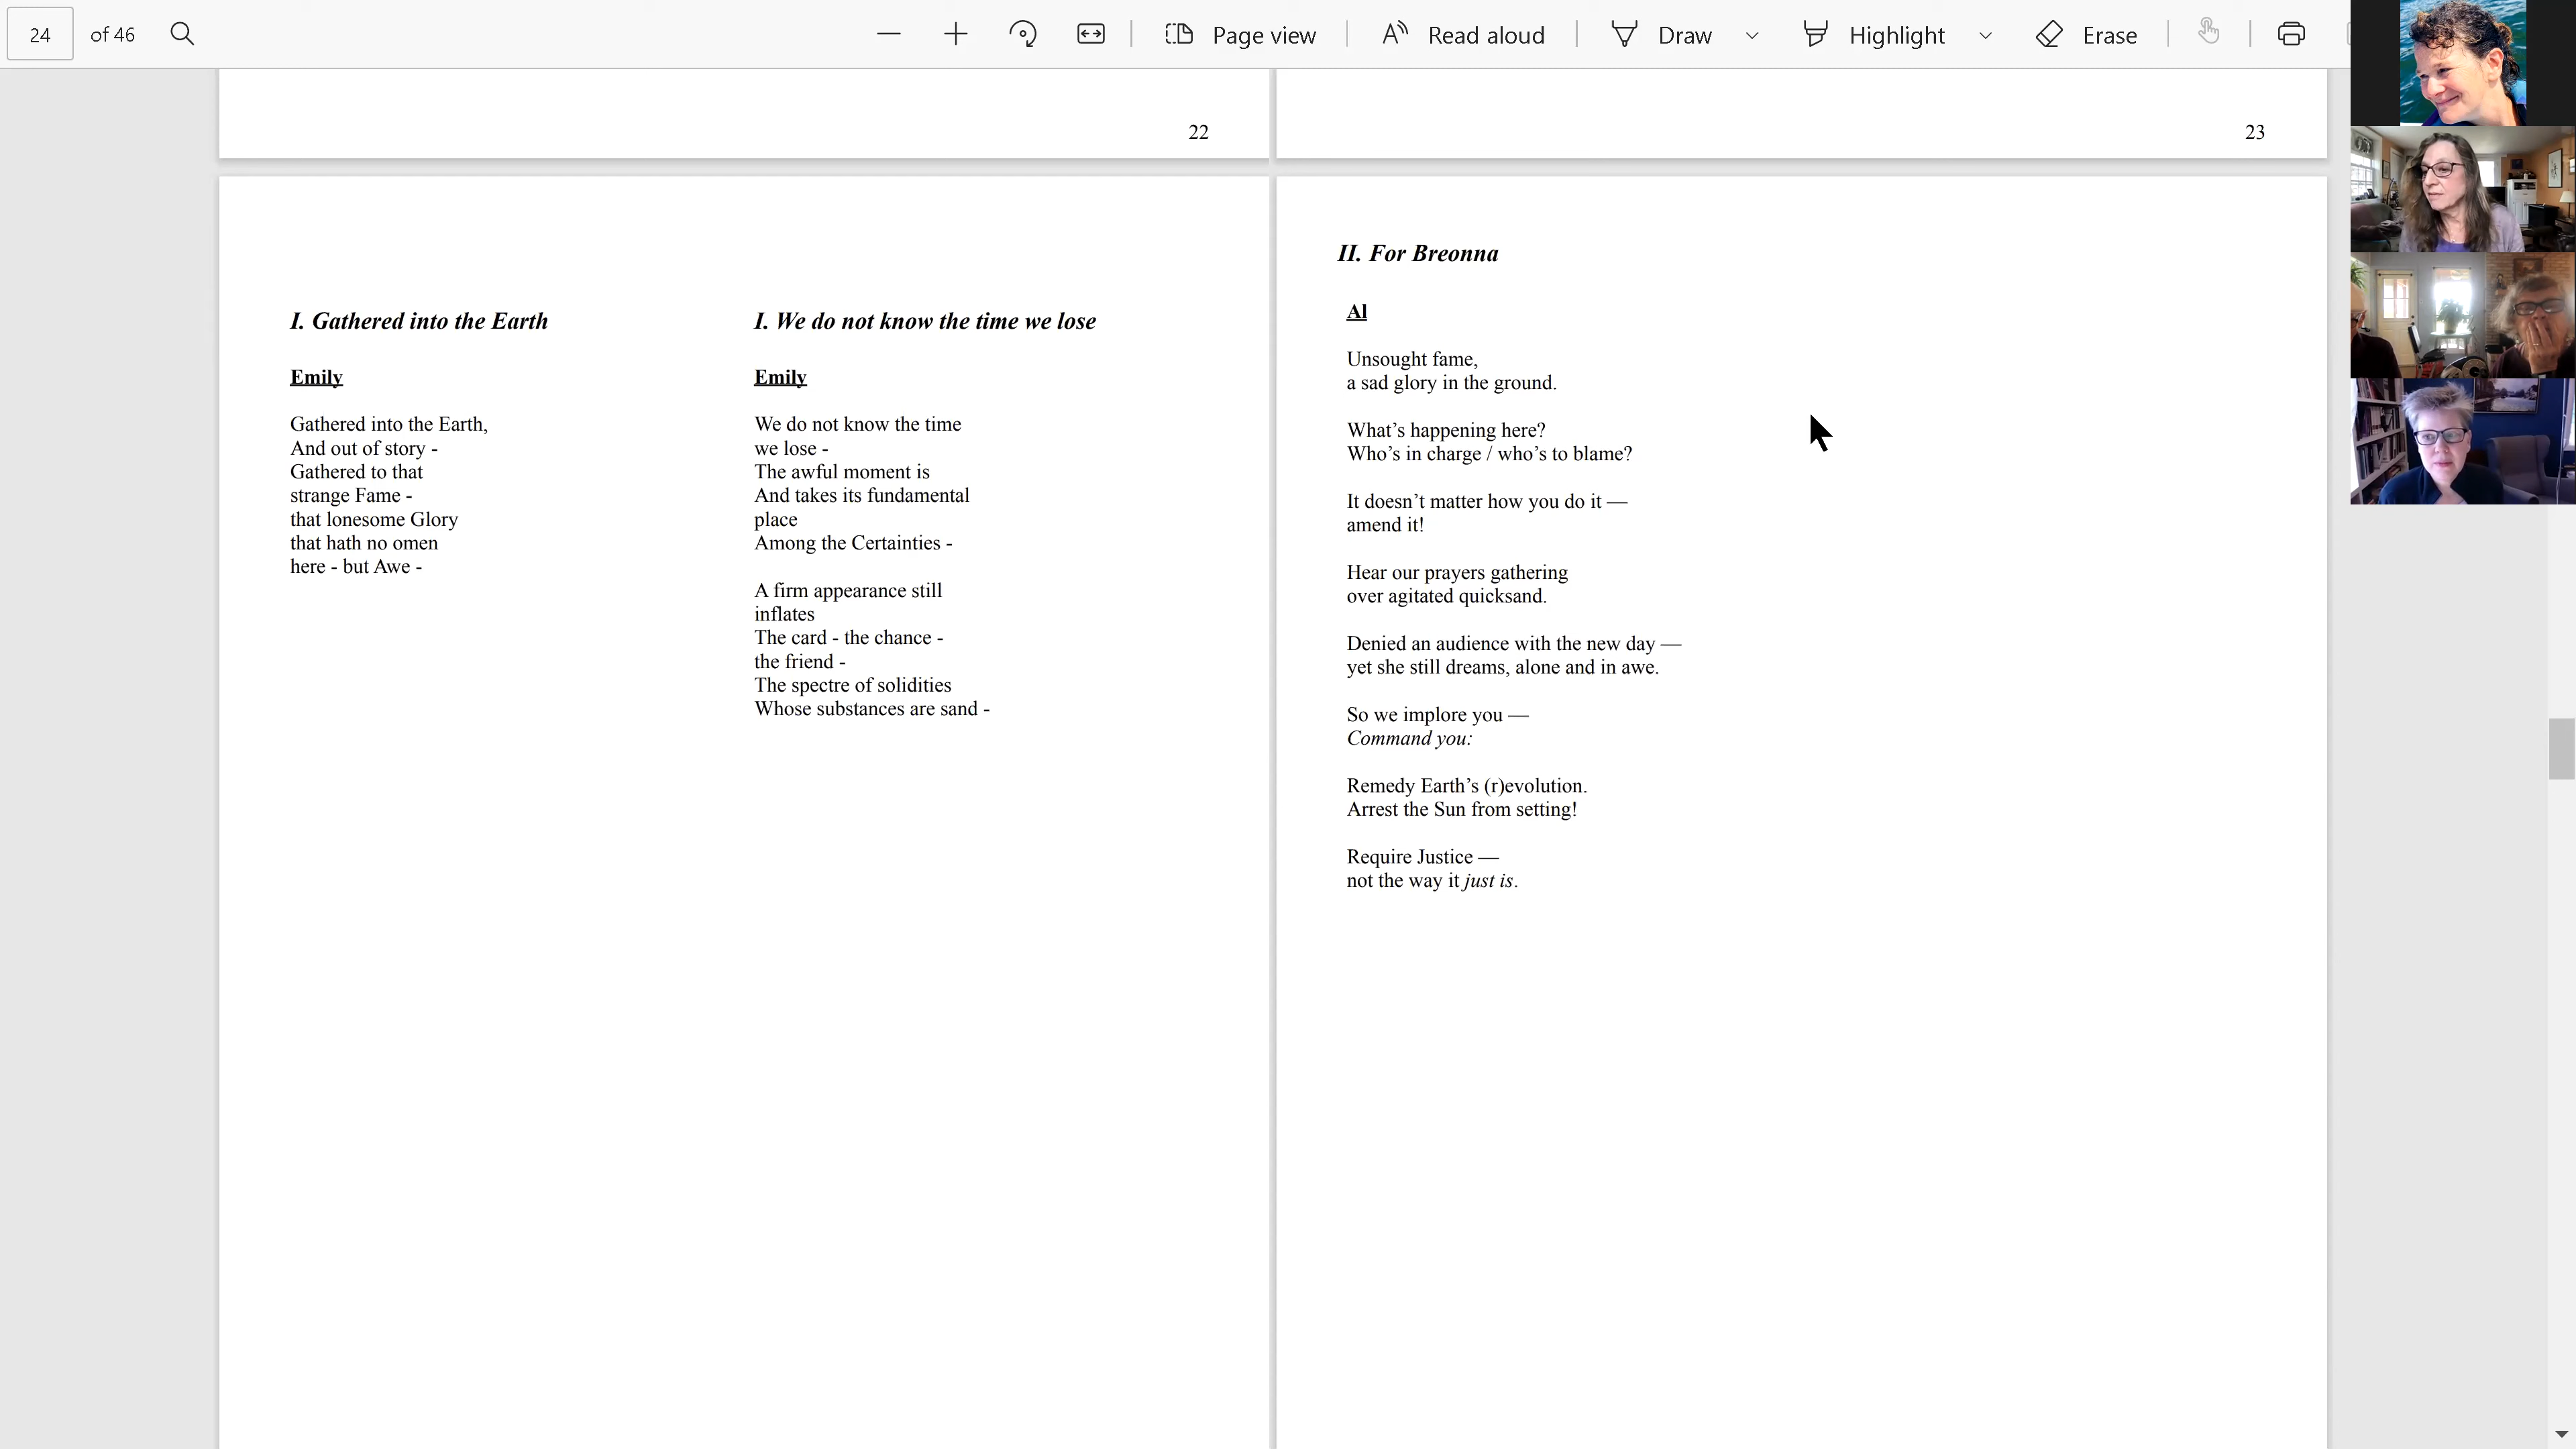 24 of 46 Page view Read aloud Draw Highlight Erase
22
23
I. Gathered into the Earth
Emily
Gathered into the Earth,
And out of story -
Gathered to that
strange Fame -
that lonesome Glory
that hath no omen
here - but Awe -
I. We do not know the time we lose
Emily
We do not know the time
we lose -
The awful moment is
And takes its fundamental
place
Among the Certainties -
A firm appearance still
inflates
The card - the chance -
the friend -
The spectre of solidities
Whose substances are sand -
II. For Breonna
Al
Unsought fame,
a sad glory in the ground.
What’s happening here?
Who’s in charge / who’s to blame?
It doesn’t matter how you do it —
amend it!
Hear our prayers gathering
over agitated quicksand.
Denied an audience with the new day —
yet she still dreams, alone and in awe.
So we implore you —
Command you:
Remedy Earth’s (r)evolution.
Arrest the Sun from setting!
Require Justice —
not the way it just is.